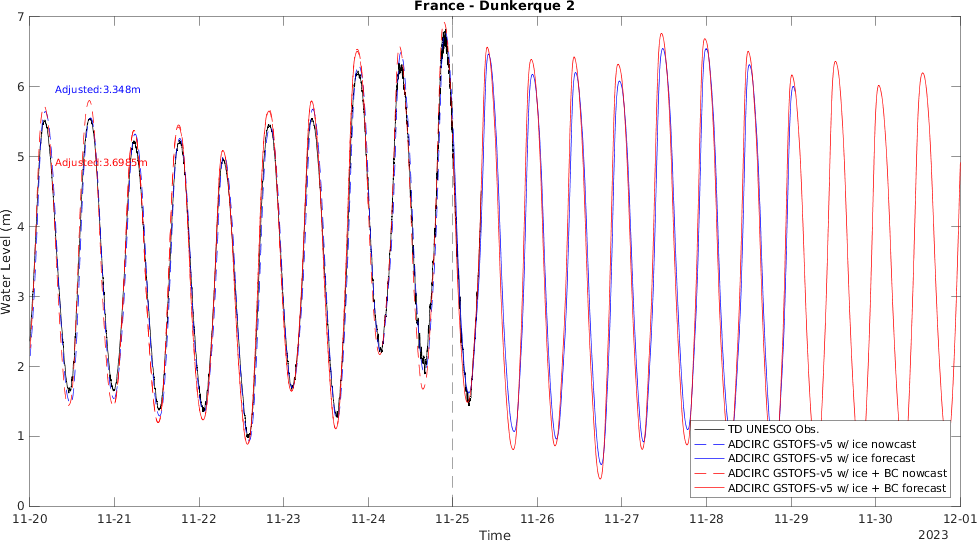 France - Dunkerque 2
Water Level (m)
7
6
5
4
3
2
1
0
Adjusted:3.348m
Adjusted:3.6985m
TD UNESCO Obs.
ADCIRC GSTOFS-v5 w/ ice nowcast
ADCIRC GSTOFS-v5 w/ ice forecast
ADCIRC GSTOFS-v5 w/ ice + BC nowcast
ADCIRC GSTOFS-v5 w/ ice + BC forecast
11-20 11-21 11-22 11-23 11-24 11-25 11-26 11-27 11-28 11-29 11-30 12-01
Time
2023